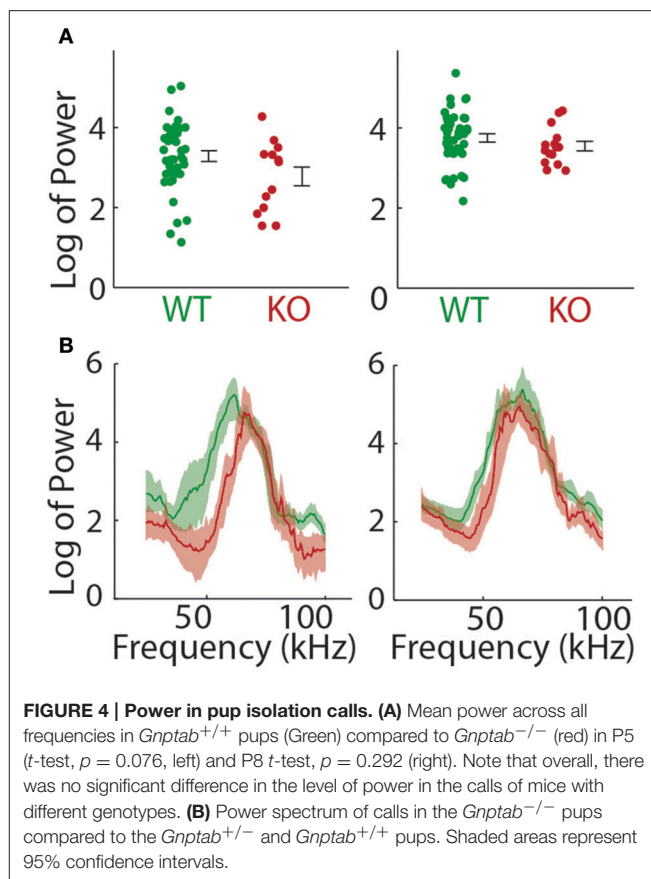 A
Log of Power
4
2
0
WT KO
4
2
0
WT KO
B
Log of Power
6
4
2
0
50 100
Frequency (kHz)
6
4
2
0
50 100
Frequency (kHz)
FIGURE 4 | Power in pup isolation calls. (A) Mean power across all
frequencies in Gnptab+/+ pups (Green) compared to Gnptab−/− (red) in P5
(t-test, p = 0.076, left) and P8 t-test, p = 0.292 (right). Note that overall, there
was no significant difference in the level of power in the calls of mice with
different genotypes. (B) Power spectrum of calls in the Gnptab−/− pups
compared to the Gnptab+/− and Gnptab+/+ pups. Shaded areas represent
95% confidence intervals.